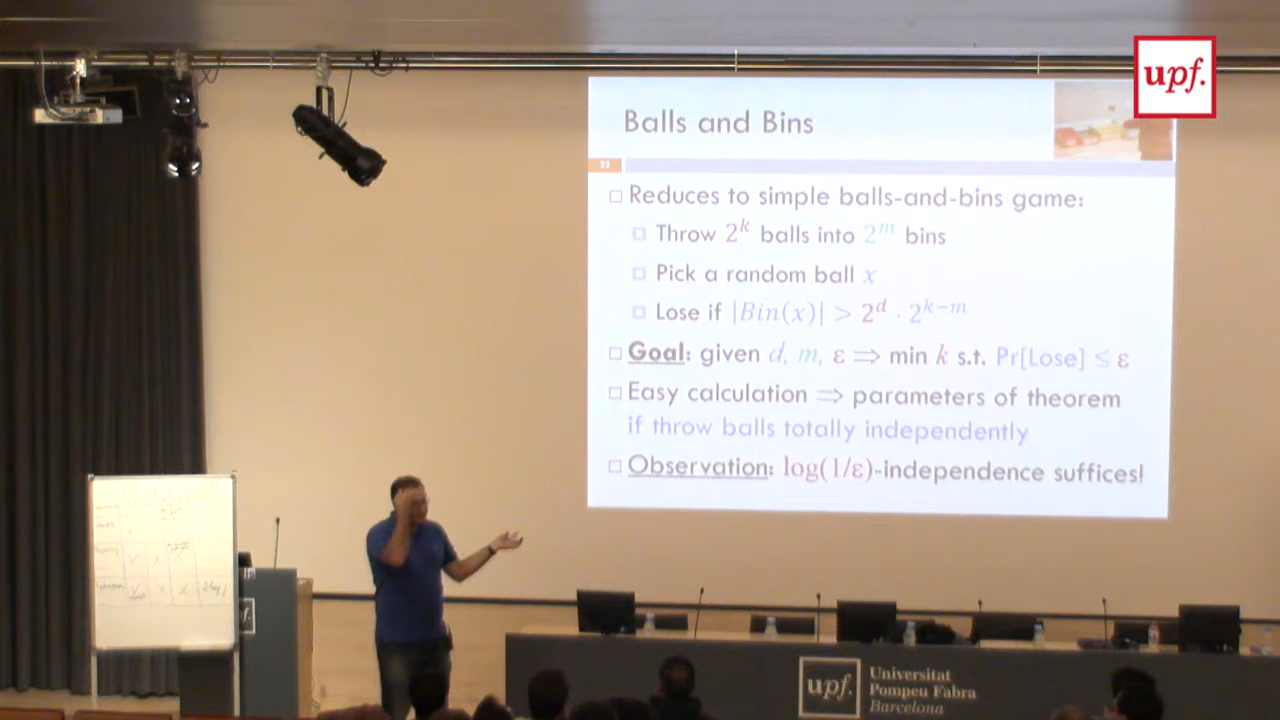 upf.
Balls and Bins
22
Reduces to simple balls-and-bins game:
Throw 2^k balls into 2^m bins
Pick a random ball x
Lose if |Bin(x)| > 2^d · 2^{k−m}
Goal: given d, m, ε ⇒ min k s.t. Pr[Lose] ≤ ε
Easy calculation ⇒ parameters of theorem
if throw balls totally independently
Observation: log(1/ε)-independence suffices!
upf.
Universitat
Pompeu Fabra
Barcelona